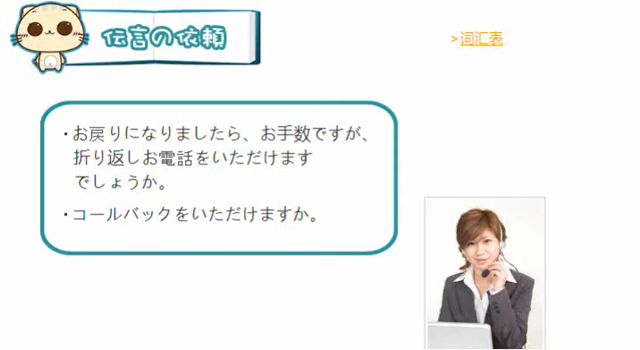 伝言の依頼
>词汇表
・お戻りになりましたら、お手数ですが、
折り返しお電話をいただけます
でしょうか。
・コールバックをいただけますか。